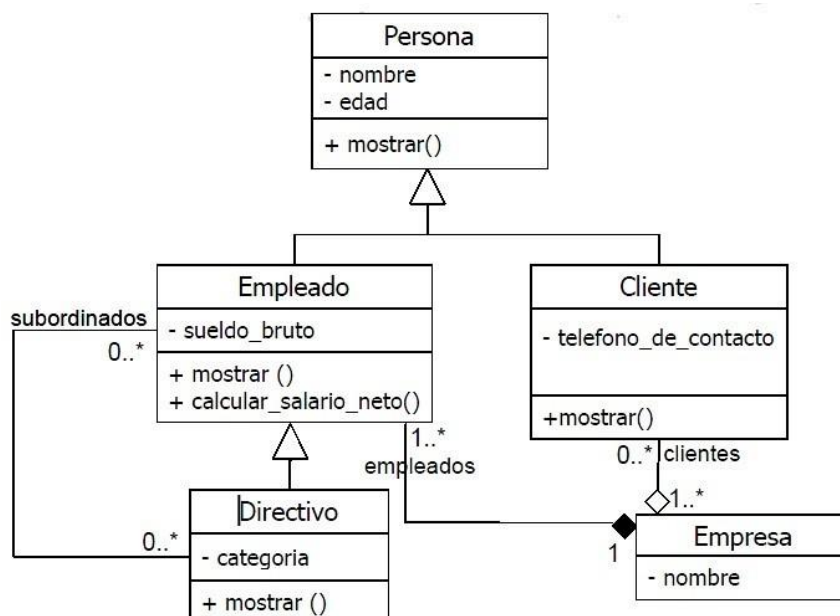 Persona
- nombre
- edad
+ mostrar()
Empleado
- sueldo_bruto
+ mostrar ()
+ calcular_salario_neto()
Cliente
- telefono_de_contacto
+mostrar()
subordinados
0..*
1..*
empleados
0..* clientes
1..*
Directivo
- categoria
+ mostrar ()
0..*
1
Empresa
- nombre